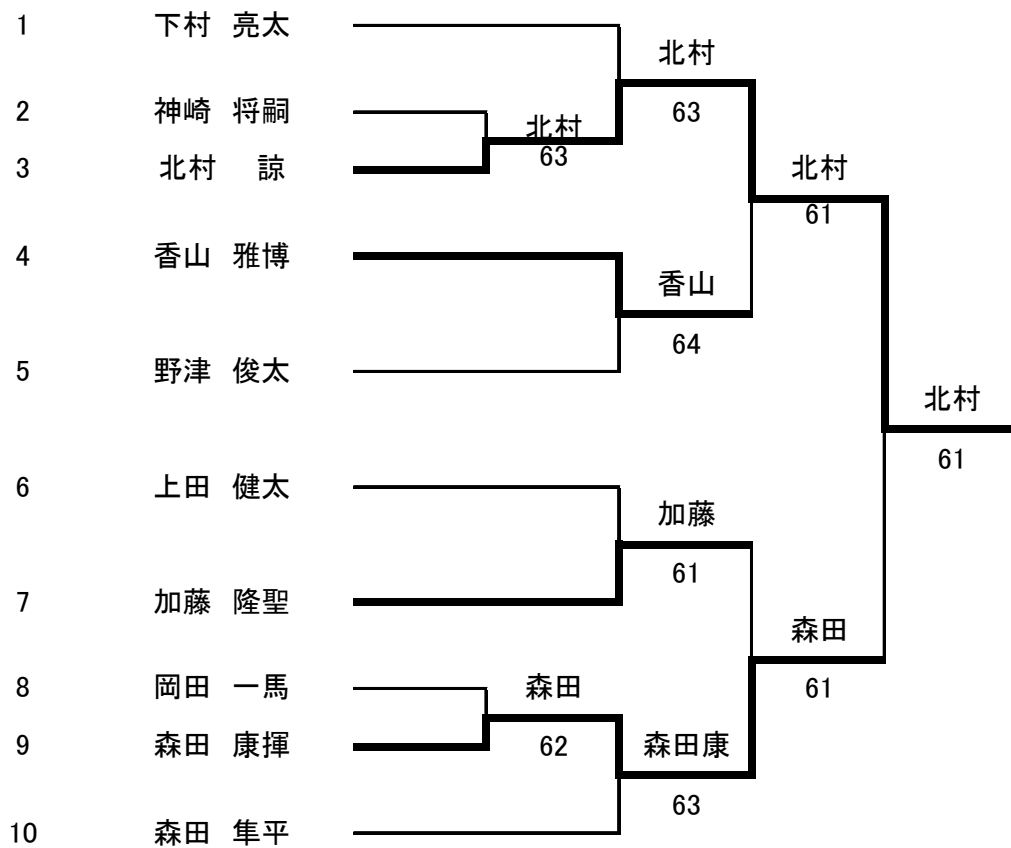 1 下村 亮太
北村
2 神崎 将嗣
63
北村
63
3 北村 諒
北村
61
4 香山 雅博
香山
64
5 野津 俊太
北村
61
6 上田 健太
加藤
61
7 加藤 隆聖
森田
61
8 岡田 一馬
森田
62
9 森田 康揮
森田康
63
10 森田 隼平